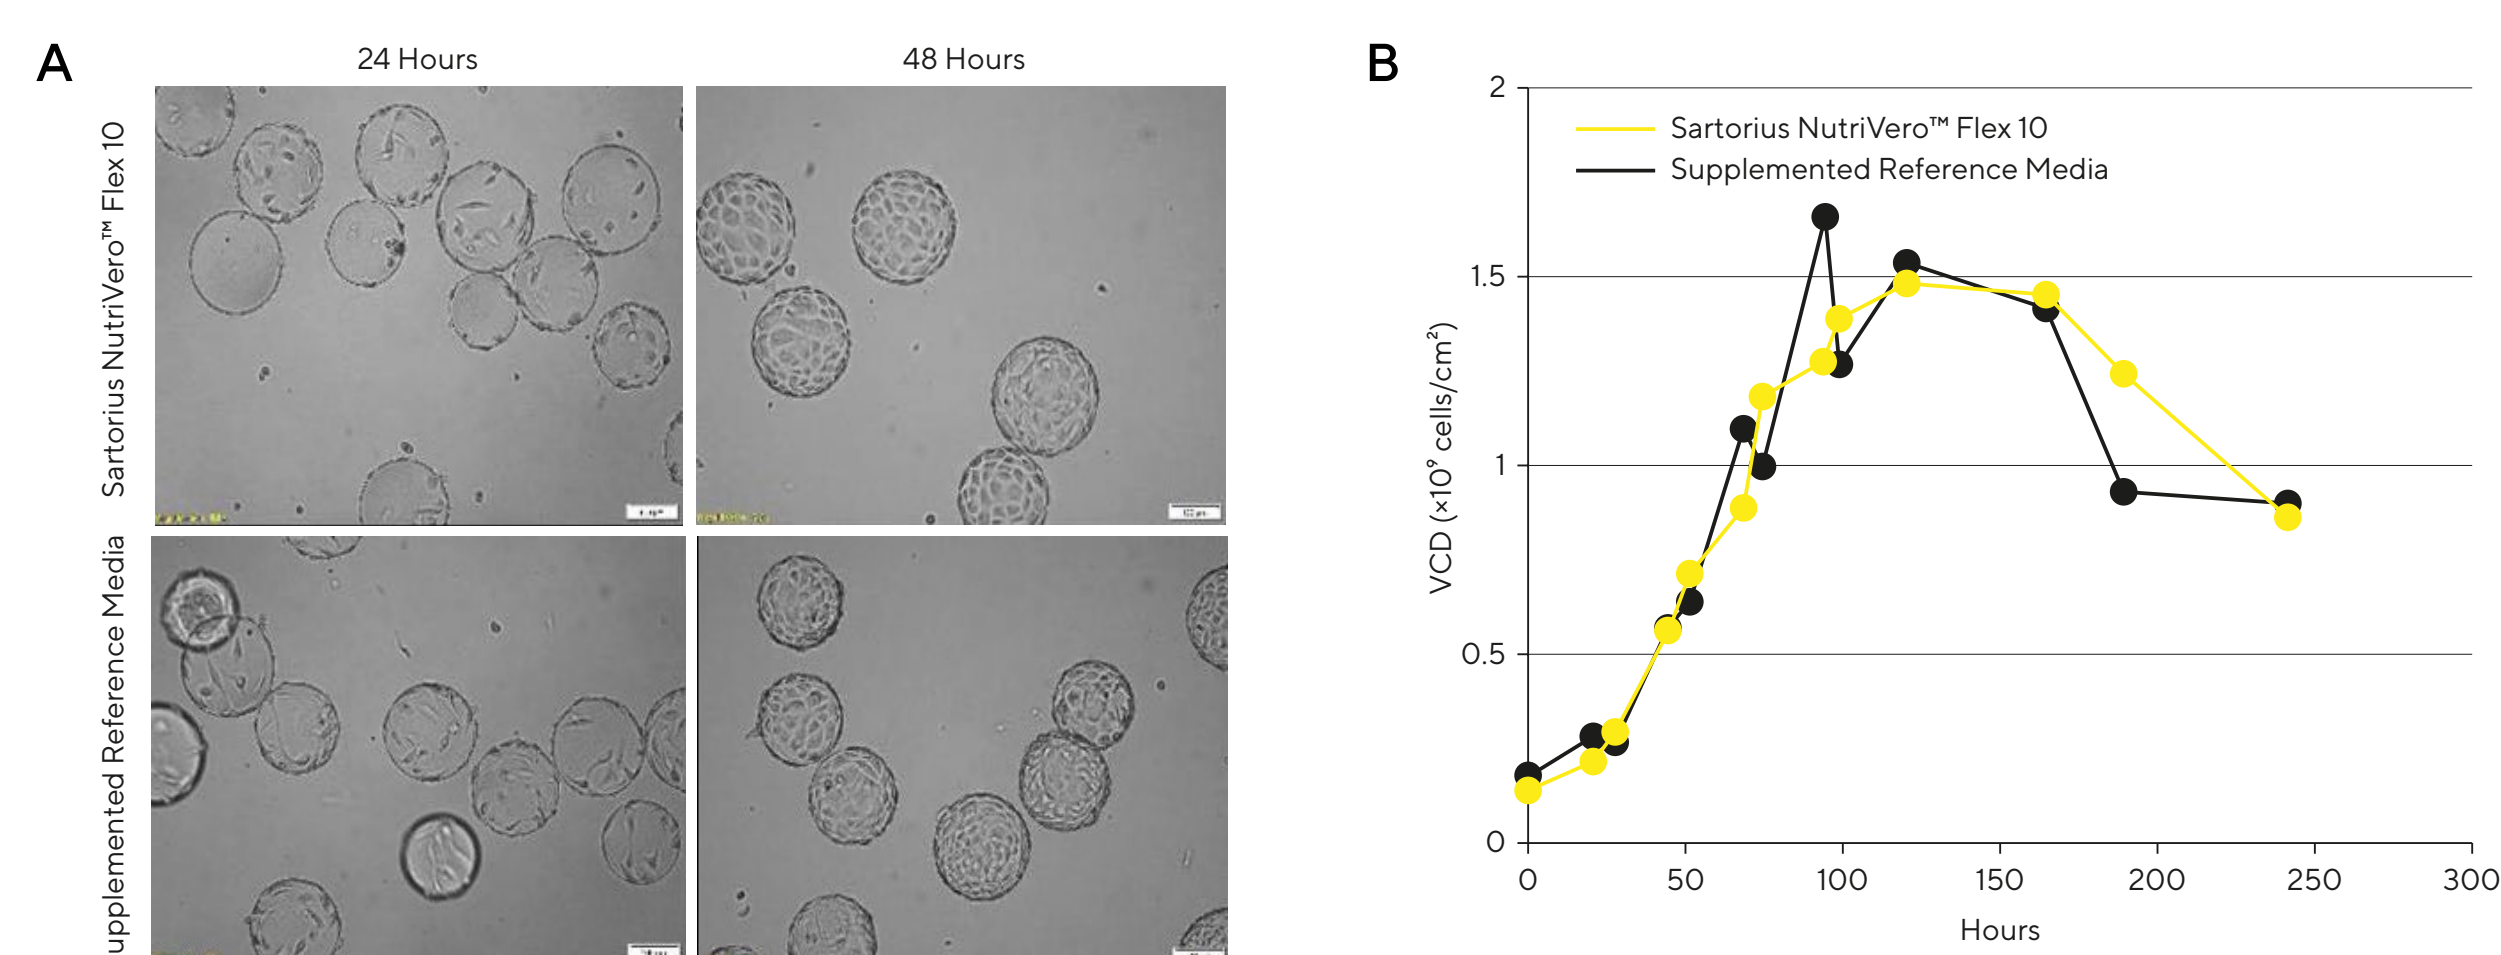 A
24 Hours
48 Hours
Sartorius NutriVero™ Flex 10
upplemented Reference Media
B
Sartorius NutriVero™ Flex 10
Supplemented Reference Media
VCD (×10⁹ cells/cm²)
2
1.5
1
0.5
0
0
50
100
150
200
250
300
Hours